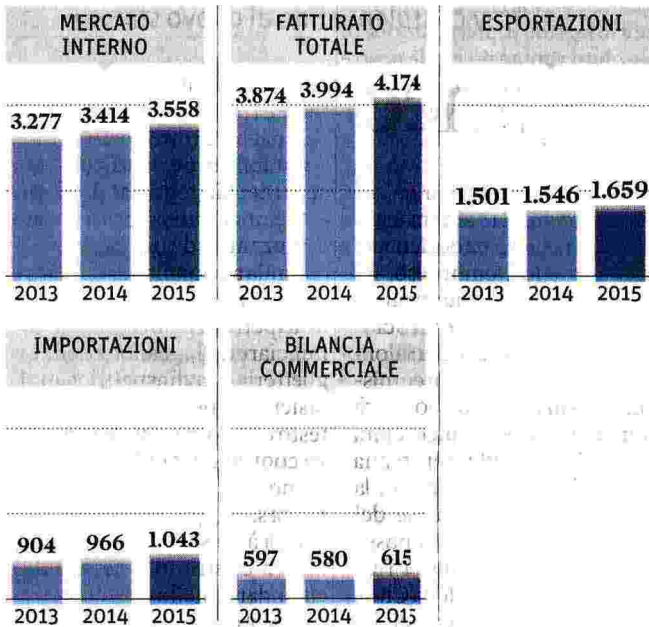 MERCATO
INTERNO
3.277 3.414 3.558
2013 2014 2015
FATTURATO
TOTALE
3.874 3.994 4.174
2013 2014 2015
ESPORTAZIONI
1.501 1.546 1.659
2013 2014 2015
IMPORTAZIONI
904 966 1.043
2013 2014 2015
BILANCIA
COMMERCIALE
597 580 615
2013 2014 2015